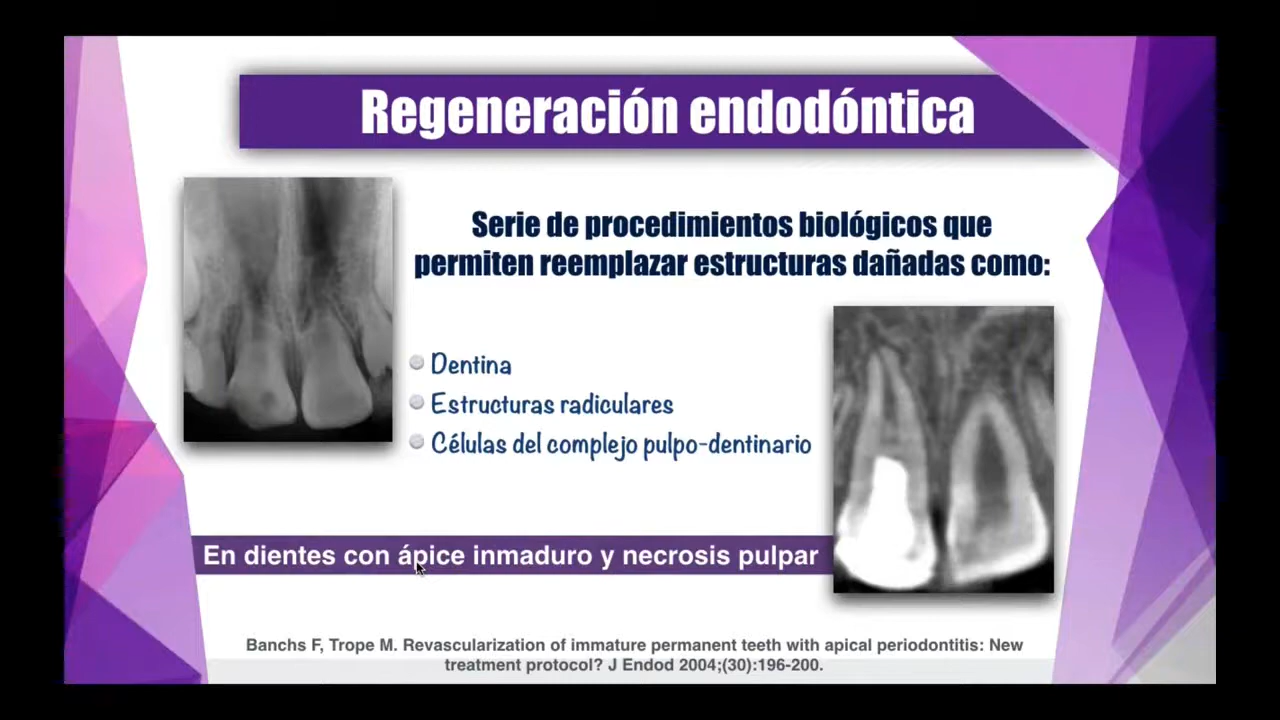 Regeneración endodóntica
Serie de procedimientos biológicos que
permiten reemplazar estructuras dañadas como:
Dentina
Estructuras radiculares
Células del complejo pulpo-dentinario
En dientes con ápice inmaduro y necrosis pulpar
Banchs F, Trope M. Revascularization of immature permanent teeth with apical periodontitis: New
treatment protocol? J Endod 2004;(30):196-200.